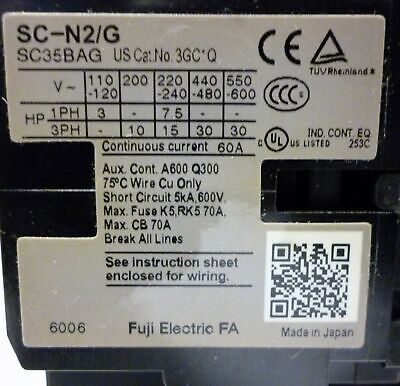 SC-N2/G
SC35BAG US Cat.No. 3GC*Q
V~ 110-120 200 220-240 440-480 550-600
HP 1PH 3 - 7.5 - -
3PH - 10 15 30 30
Continuous current 60A
Aux. Cont. A600 Q300
75°C Wire Cu Only
Short Circuit 5kA, 600V.
Max. Fuse K5, RK5 70A.
Max. CB 70A
Break All Lines
See instruction sheet
enclosed for wiring.
6006 Fuji Electric FA
CE
TÜV Rheinland
CCC
C UL US LISTED IND. CONT. EQ 253C
Made in Japan